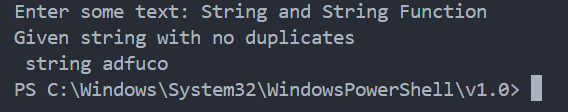 Enter some text: String and String Function
Given string with no duplicates
 string adfuco
PS C:\Windows\System32\WindowsPowerShell\v1.0>